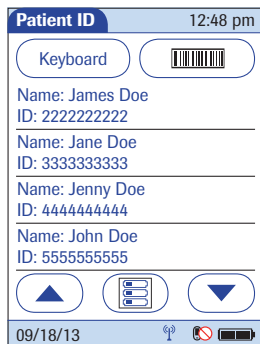 Patient ID 12:48 pm
Keyboard
Name: James Doe
ID: 2222222222
Name: Jane Doe
ID: 3333333333
Name: Jenny Doe
ID: 4444444444
Name: John Doe
ID: 5555555555
09/18/13